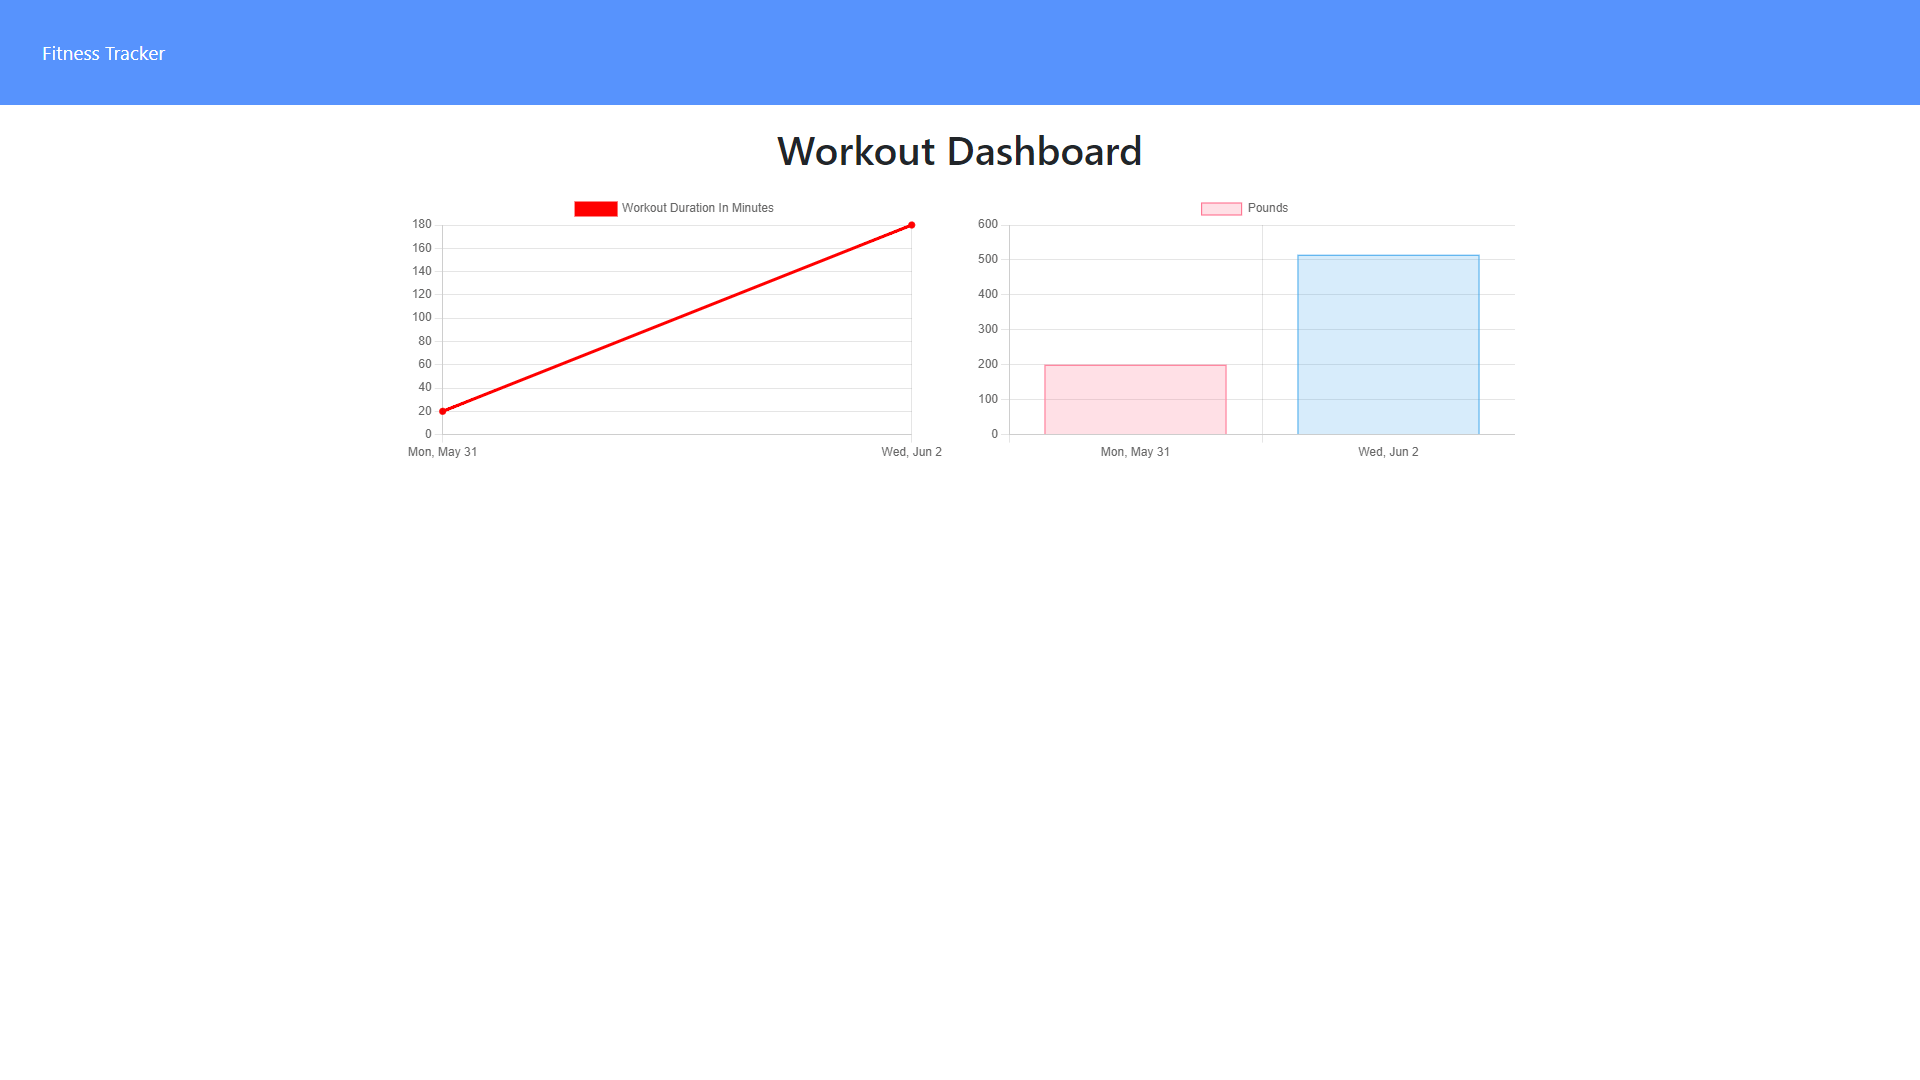 Fitness Tracker
Workout Dashboard
Workout Duration In Minutes
180
160
140
120
100
80
60
40
20
0
Mon, May 31 Wed, Jun 2
Pounds
600
500
400
300
200
100
0
Mon, May 31 Wed, Jun 2